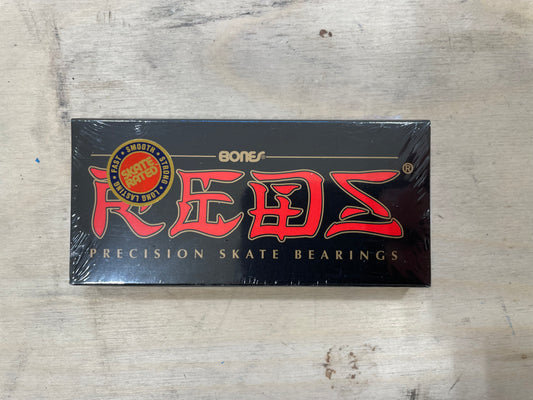 BONES®
REDS®
PRECISION SKATE BEARINGS
FAST • SMOOTH • STRONG • LONG LASTING •
SKATE
RATED